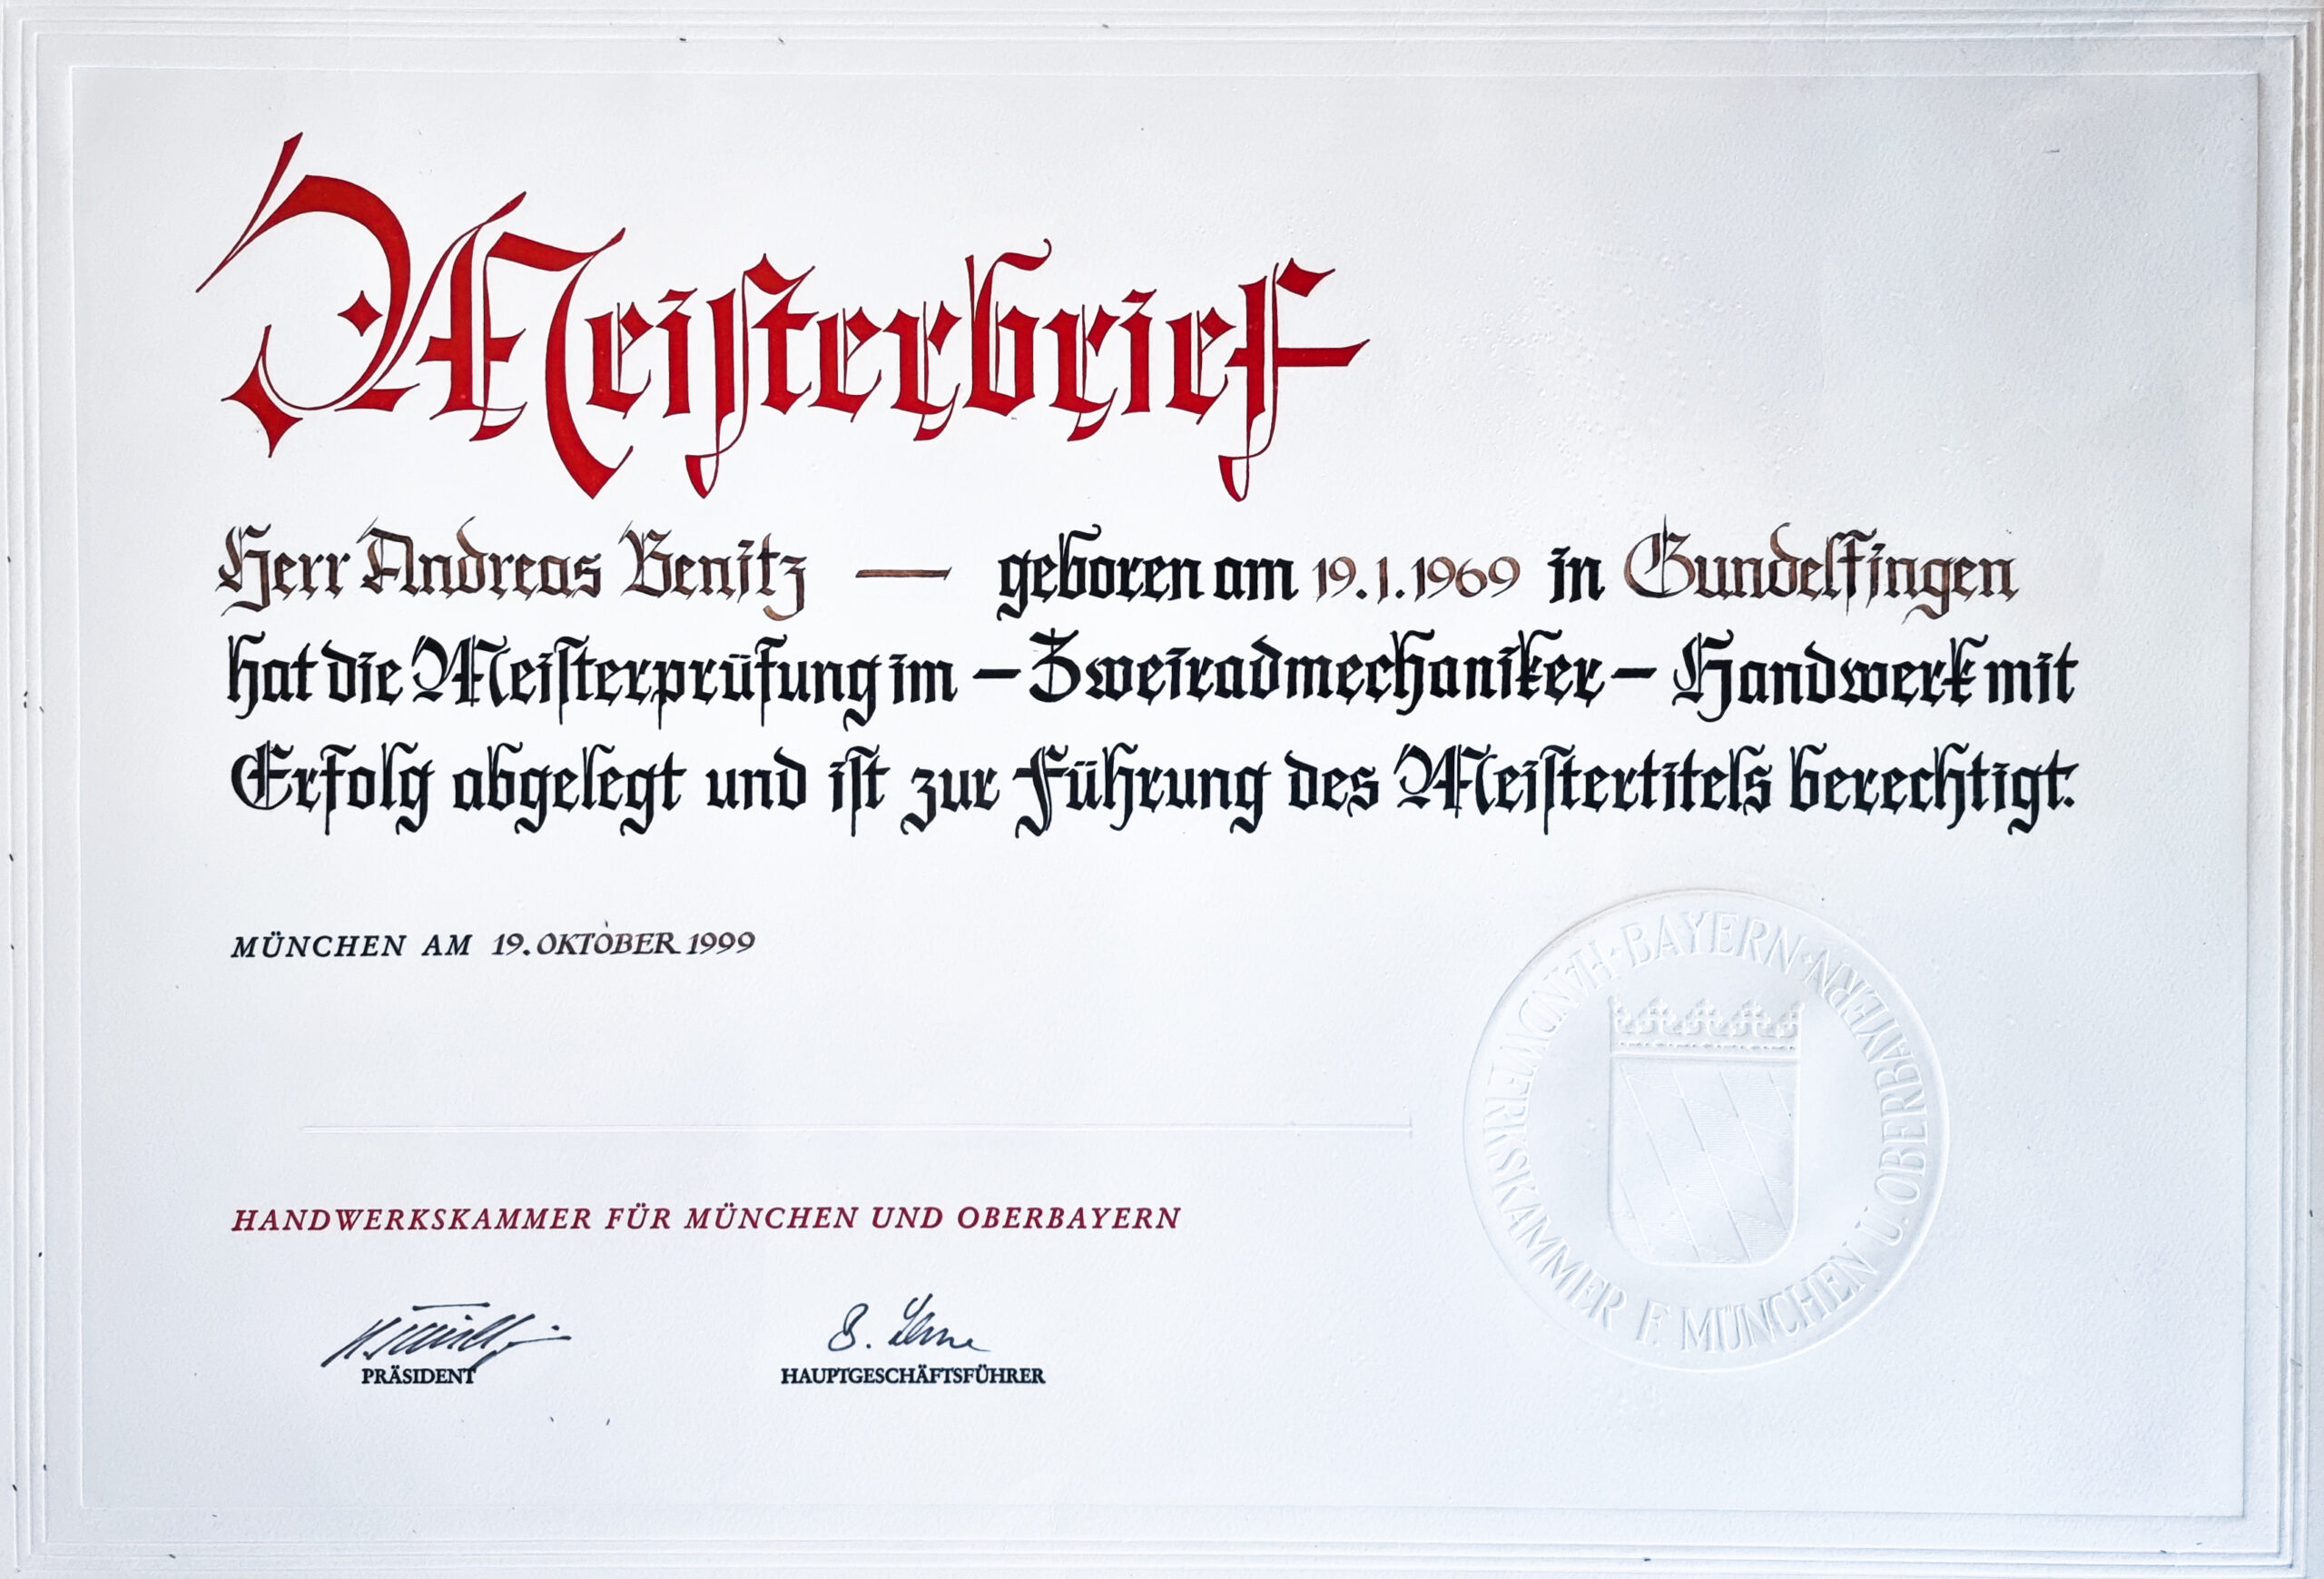 Meisterbrief
Herr Andreas Benitz — geboren am 19.1.1969 in Gundelfingen
hat die Meisterprüfung im – Zweiradmechaniker – Handwerk mit
Erfolg abgelegt und ist zur Führung des Meistertitels berechtigt.
MÜNCHEN AM 19. OKTOBER 1999
BAYERN · HANDWERKSKAMMER F. MÜNCHEN U. OBERBAYERN ·
HANDWERKSKAMMER FÜR MÜNCHEN UND OBERBAYERN
PRÄSIDENT
HAUPTGESCHÄFTSFÜHRER